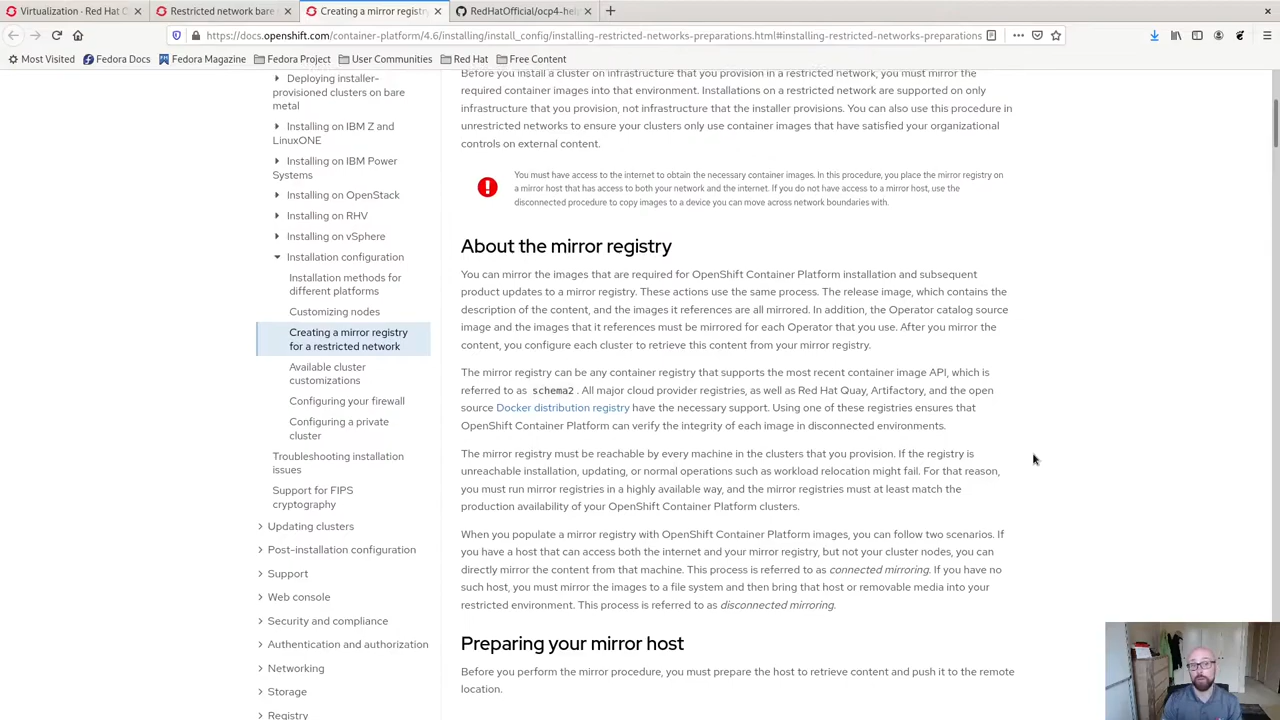 Virtualization · Red Hat O
Restricted network bare
Creating a mirror registry
RedHatOfficial/ocp4-help
https://docs.openshift.com/container-platform/4.6/installing/install_config/installing-restricted-networks-preparations.html#installing-restricted-networks-preparations
Most Visited
Fedora Docs
Fedora Magazine
Fedora Project
User Communities
Red Hat
Free Content
Deploying installer-
provisioned clusters on bare
metal
Installing on IBM Z and
LinuxONE
Installing on IBM Power
Systems
Installing on OpenStack
Installing on RHV
Installing on vSphere
Installation configuration
Installation methods for
different platforms
Customizing nodes
Creating a mirror registry
for a restricted network
Available cluster
customizations
Configuring your firewall
Configuring a private
cluster
Troubleshooting installation
issues
Support for FIPS
cryptography
Updating clusters
Post-installation configuration
Support
Web console
Security and compliance
Authentication and authorization
Networking
Storage
Registry
Before you install a cluster on infrastructure that you provision in a restricted network, you must mirror the
required container images into that environment. Installations on a restricted network are supported on only
infrastructure that you provision, not infrastructure that the installer provisions. You can also use this procedure in
unrestricted networks to ensure your clusters only use container images that have satisfied your organizational
controls on external content.
You must have access to the internet to obtain the necessary container images. In this procedure, you place the mirror registry on
a mirror host that has access to both your network and the internet. If you do not have access to a mirror host, use the
disconnected procedure to copy images to a device you can move across network boundaries with.
About the mirror registry
You can mirror the images that are required for OpenShift Container Platform installation and subsequent
product updates to a mirror registry. These actions use the same process. The release image, which contains the
description of the content, and the images it references are all mirrored. In addition, the Operator catalog source
image and the images that it references must be mirrored for each Operator that you use. After you mirror the
content, you configure each cluster to retrieve this content from your mirror registry.
The mirror registry can be any container registry that supports the most recent container image API, which is
referred to as schema2. All major cloud provider registries, as well as Red Hat Quay, Artifactory, and the open
source Docker distribution registry have the necessary support. Using one of these registries ensures that
OpenShift Container Platform can verify the integrity of each image in disconnected environments.
The mirror registry must be reachable by every machine in the clusters that you provision. If the registry is
unreachable installation, updating, or normal operations such as workload relocation might fail. For that reason,
you must run mirror registries in a highly available way, and the mirror registries must at least match the
production availability of your OpenShift Container Platform clusters.
When you populate a mirror registry with OpenShift Container Platform images, you can follow two scenarios. If
you have a host that can access both the internet and your mirror registry, but not your cluster nodes, you can
directly mirror the content from that machine. This process is referred to as connected mirroring. If you have no
such host, you must mirror the images to a file system and then bring that host or removable media into your
restricted environment. This process is referred to as disconnected mirroring.
Preparing your mirror host
Before you perform the mirror procedure, you must prepare the host to retrieve content and push it to the remote
location.